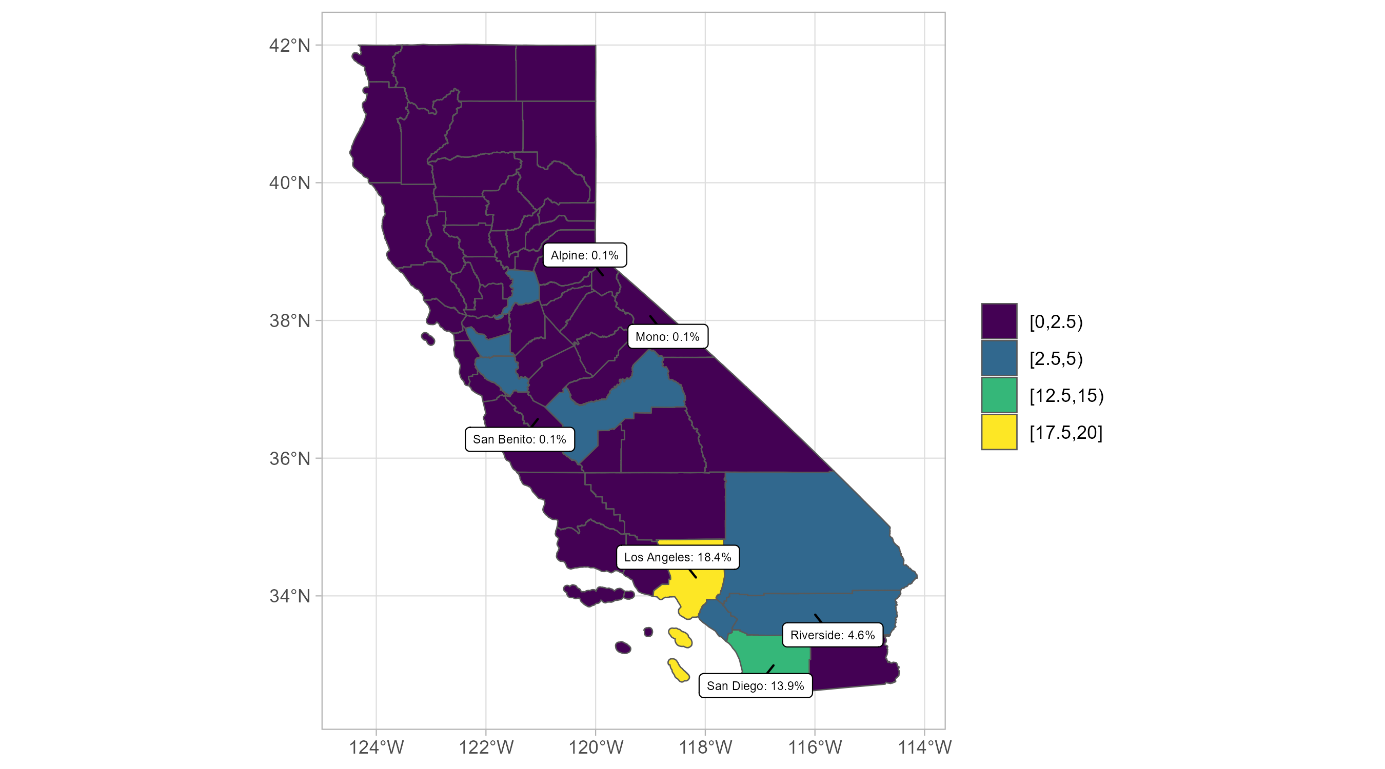 42°N
40°N
38°N
36°N
34°N
Alpine: 0.1%
Mono: 0.1%
San Benito: 0.1%
Los Angeles: 18.4%
Riverside: 4.6%
San Diego: 13.9%
124°W
122°W
120°W
118°W
116°W
114°W
[0,2.5)
[2.5,5)
[12.5,15)
[17.5,20]